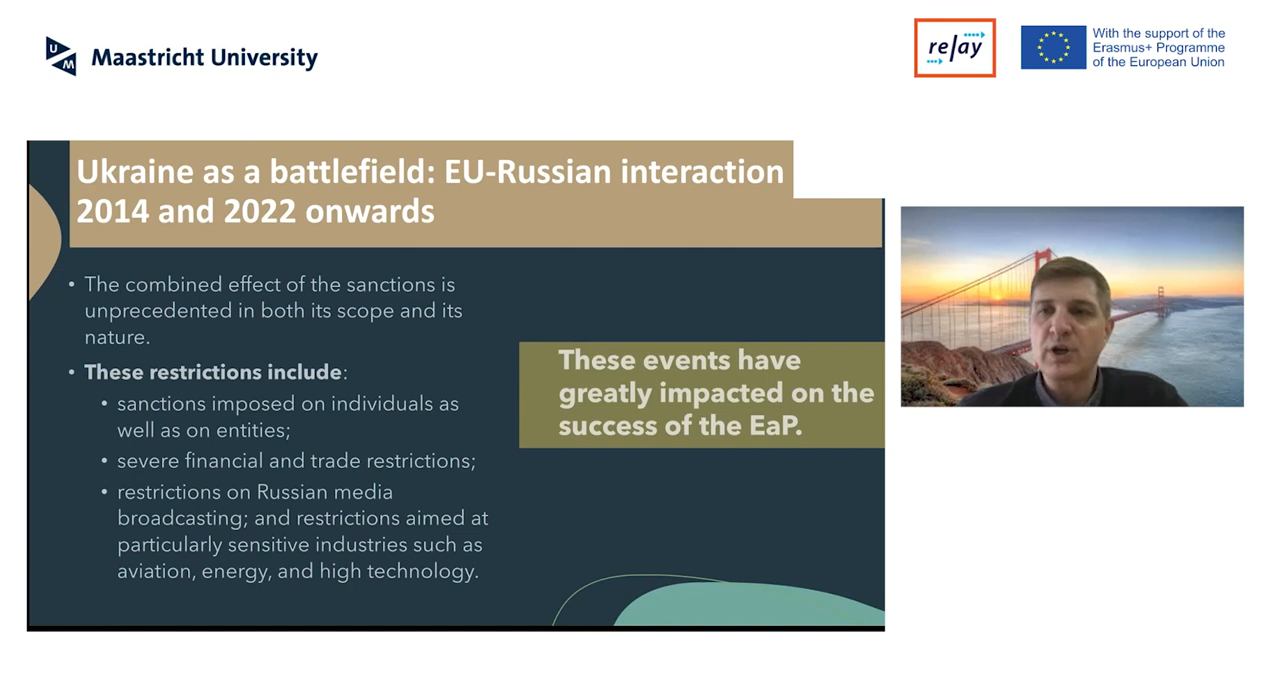 UM
Maastricht University
relay
With the support of the
Erasmus+ Programme
of the European Union
Ukraine as a battlefield: EU-Russian interaction
2014 and 2022 onwards
• The combined effect of the sanctions is
unprecedented in both its scope and its
nature.
• These restrictions include:
• sanctions imposed on individuals as
well as on entities;
• severe financial and trade restrictions;
• restrictions on Russian media
broadcasting; and restrictions aimed at
particularly sensitive industries such as
aviation, energy, and high technology.
These events have
greatly impacted on the
success of the EaP.